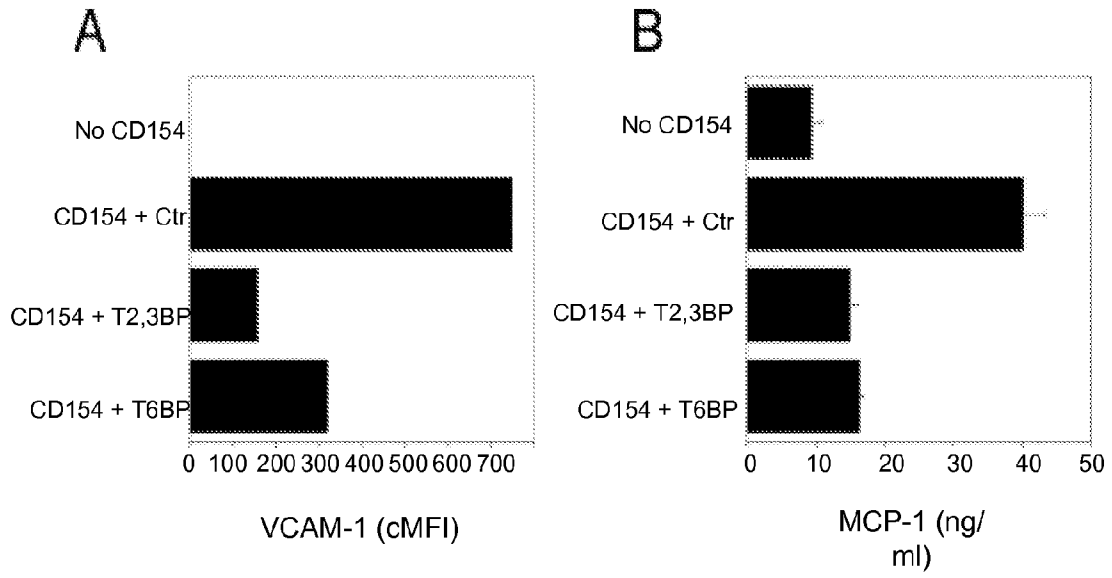 A
No CD154
CD154 + Ctr
CD154 + T2,3BP
CD154 + T6BP
0 100 200 300 400 500 600 700
VCAM-1 (cMFI)
B
No CD154
CD154 + Ctr
CD154 + T2,3BP
CD154 + T6BP
0 10 20 30 40 50
MCP-1 (ng/
ml)